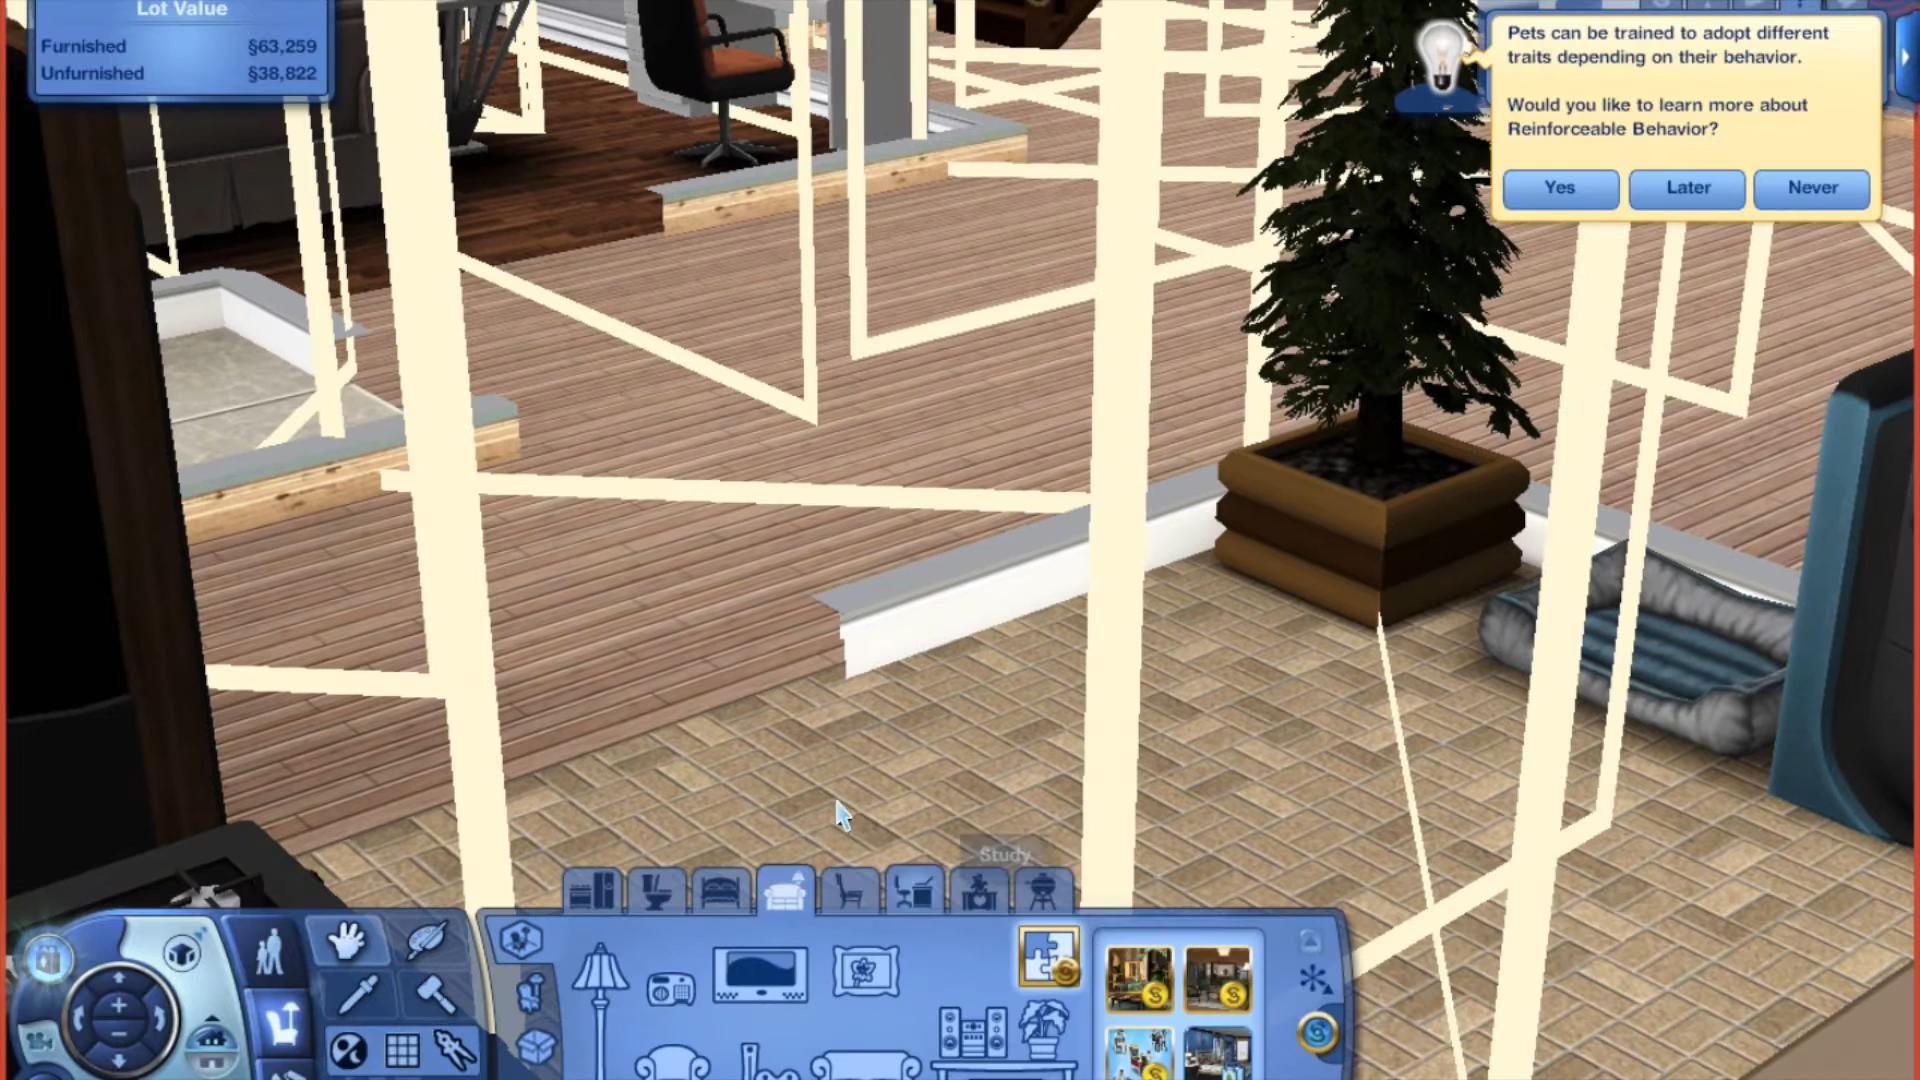 Lot Value
Furnished §63,259
Unfurnished §38,822
Pets can be trained to adopt different
traits depending on their behavior.
Would you like to learn more about
Reinforceable Behavior?
Yes Later Never
Study